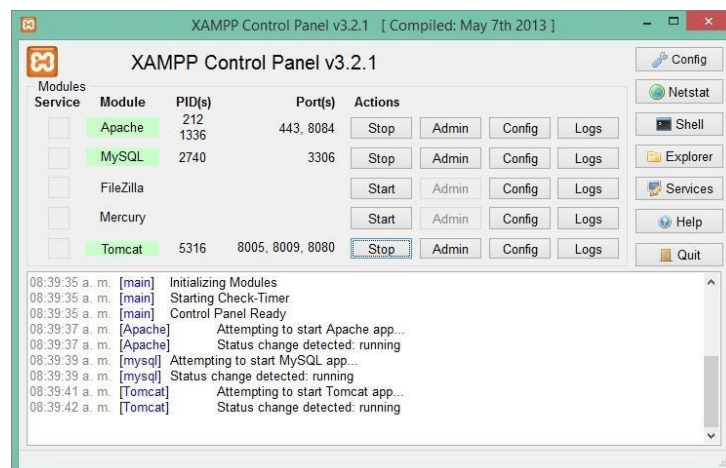 XAMPP Control Panel v3.2.1 [ Compiled: May 7th 2013 ]
XAMPP Control Panel v3.2.1
Config
Modules
Service Module PID(s) Port(s) Actions
Netstat
Apache 212 1336 443, 8084 Stop Admin Config Logs
Shell
MySQL 2740 3306 Stop Admin Config Logs
Explorer
FileZilla Start Admin Config Logs
Services
Mercury Start Admin Config Logs
Help
Tomcat 5316 8005, 8009, 8080 Stop Admin Config Logs
Quit
08:39:35 a. m. [main] Initializing Modules
08:39:35 a. m. [main] Starting Check-Timer
08:39:35 a. m. [main] Control Panel Ready
08:39:37 a. m. [Apache] Attempting to start Apache app...
08:39:37 a. m. [Apache] Status change detected: running
08:39:39 a. m. [mysql] Attempting to start MySQL app...
08:39:39 a. m. [mysql] Status change detected: running
08:39:41 a. m. [Tomcat] Attempting to start Tomcat app...
08:39:42 a. m. [Tomcat] Status change detected: running